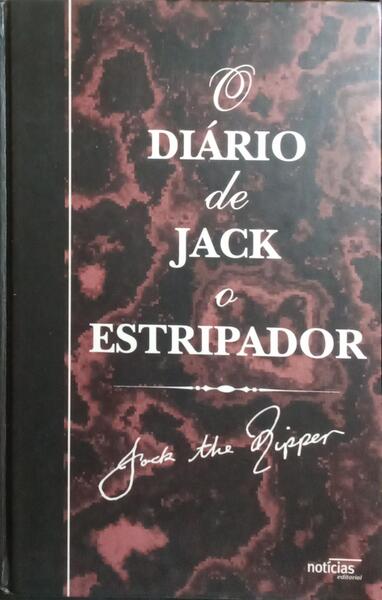 O
DIÁRIO
de
JACK
o
ESTRIPADOR
Jack the Ripper
notícias
editorial